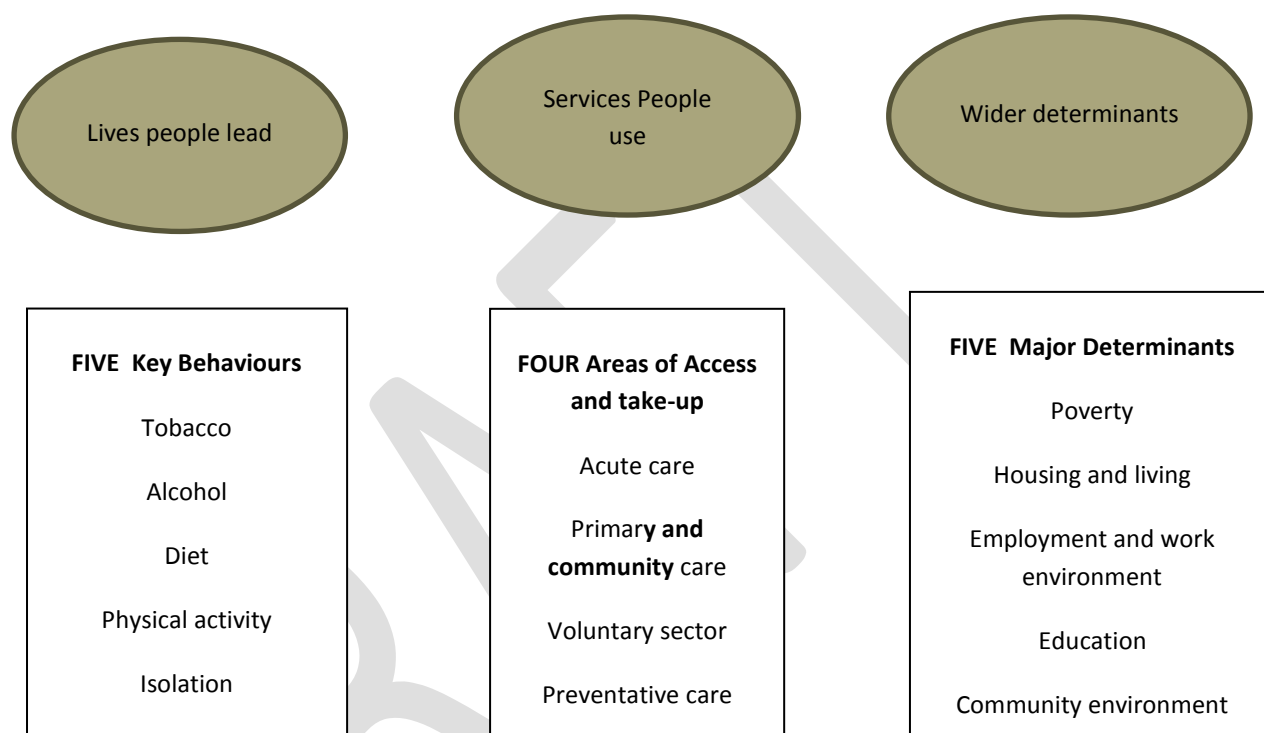 Lives people lead
Services People
use
Wider determinants
FIVE  Key Behaviours
Tobacco
Alcohol
Diet
Physical activity
Isolation
FOUR Areas of Access
and take-up
Acute care
Primary and
community care
Voluntary sector
Preventative care
FIVE  Major Determinants
Poverty
Housing and living
Employment and work
environment
Education
Community environment